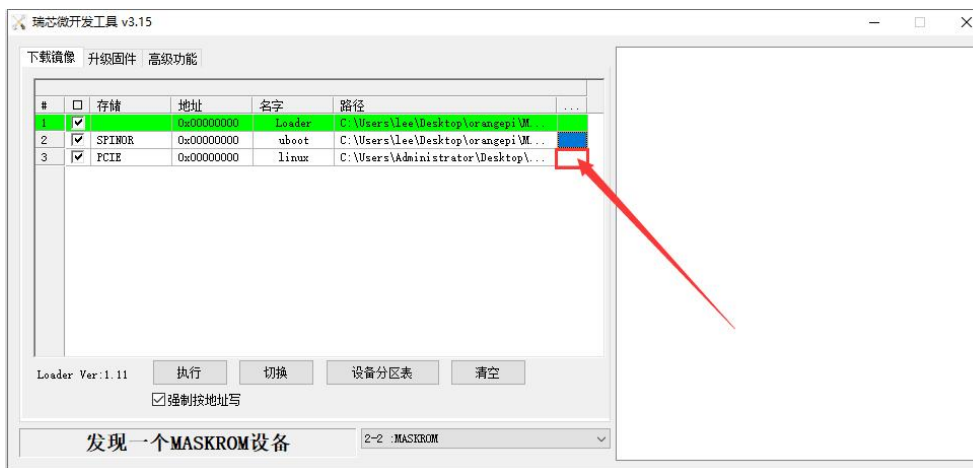 瑞芯微开发工具 v3.15
下载镜像 升级固件 高级功能
# 存储 地址 名字 路径 ...
1 0x00000000 Loader C:\Users\lee\Desktop\orangepi\M...
2 SPINOR 0x00000000 uboot C:\Users\lee\Desktop\orangepi\M...
3 PCIE 0x00000000 linux C:\Users\Administrator\Desktop\...
Loader Ver:1.11 执行 切换 设备分区表 清空
强制按地址写
发现一个MASKROM设备 2-2 :MASKROM